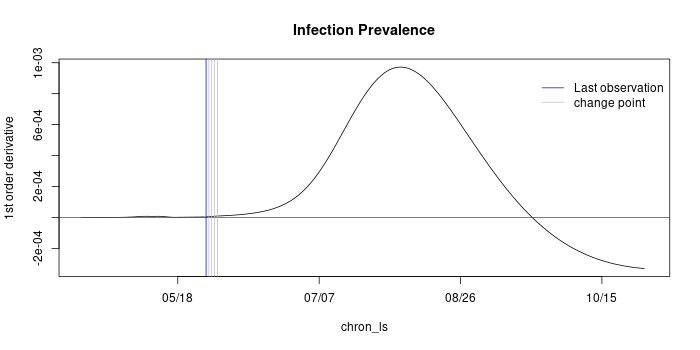 Infection Prevalence
1st order derivative
1e-03
6e-04
2e-04
-2e-04
Last observation
change point
05/18
07/07
08/26
10/15
chron_ls